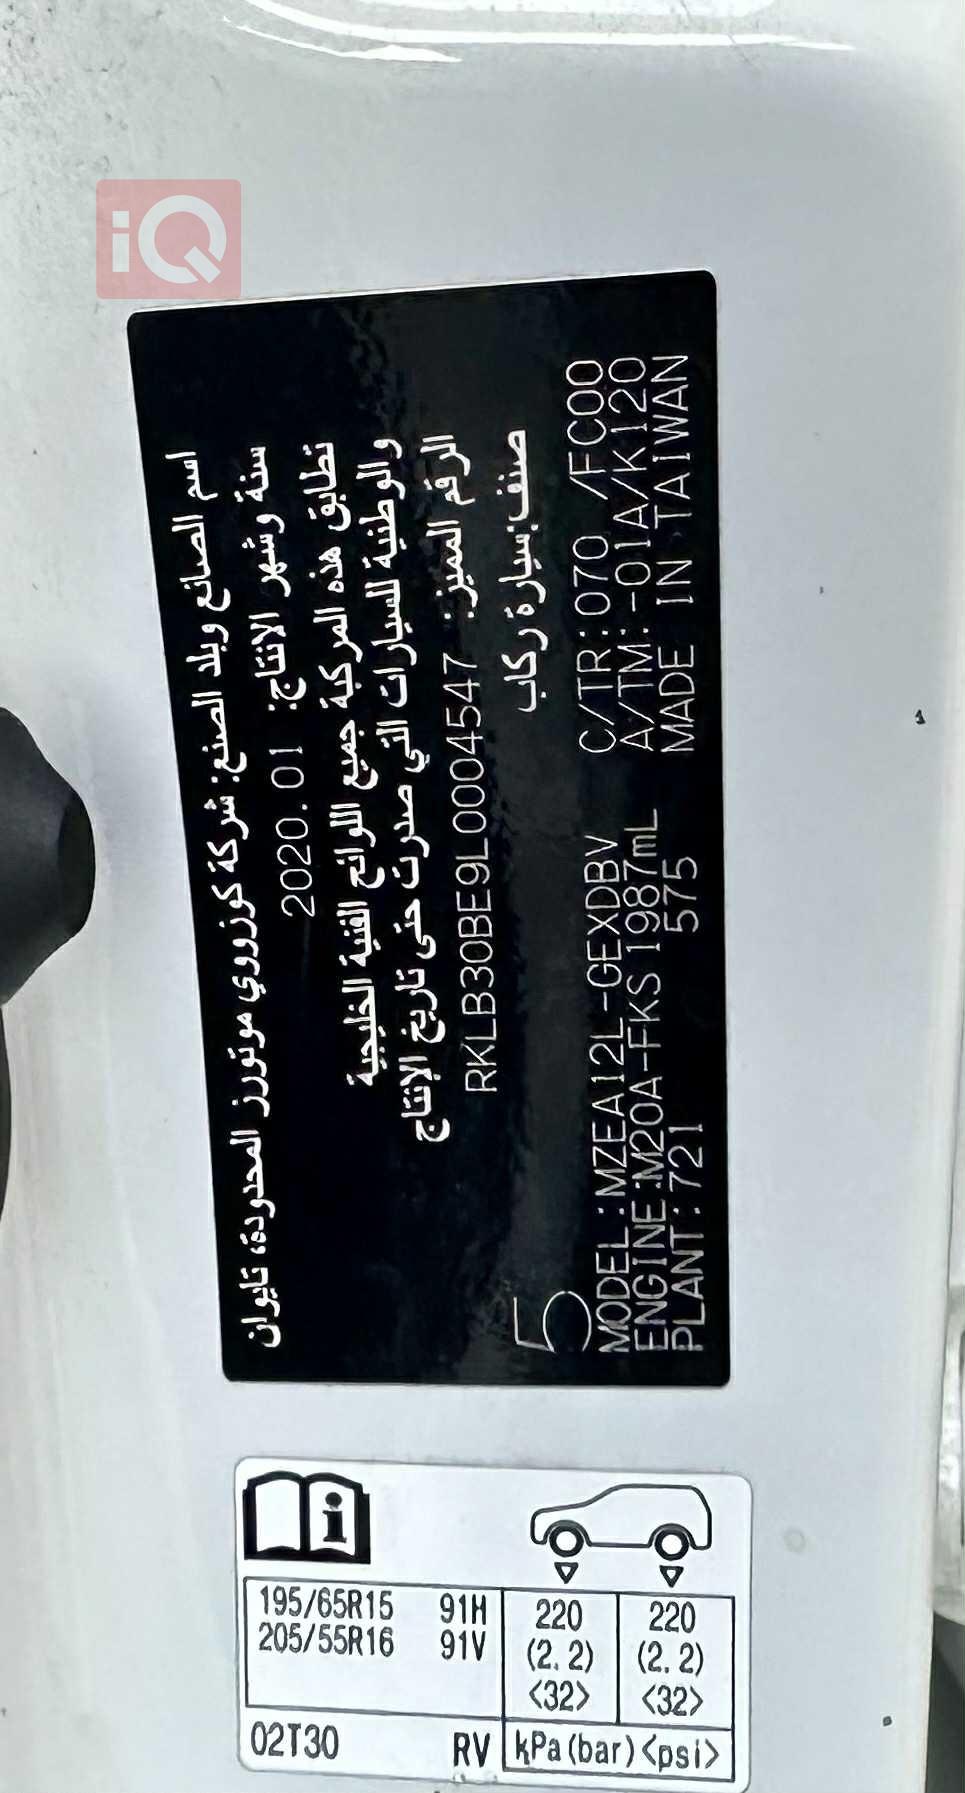 iQ
اسم الصانع وبلد الصنع: شركة كوزووي موتورز المحدودة، تايوان
سنة وشهر الانتاج: 2020.01
تطابق هذه المركبة جميع اللوائح الفنية الخليجية
والوطنية للسيارات التي صدرت حتى تاريخ الإنتاج
الرقم المميز: RKLB30BE9L0004547
صنف: سيارة ركاب
5
MODEL:MZEA12L-GEXDBV C/TR:070 /FC00
ENGINE:M20A-FKS 1987mL A/TM:-01A/K120
PLANT:721 575 MADE IN TAIWAN
i
195/65R15 91H 220 220
205/55R16 91V (2.2) (2.2)
<32> <32>
02T30 RV kPa(bar)<psi>